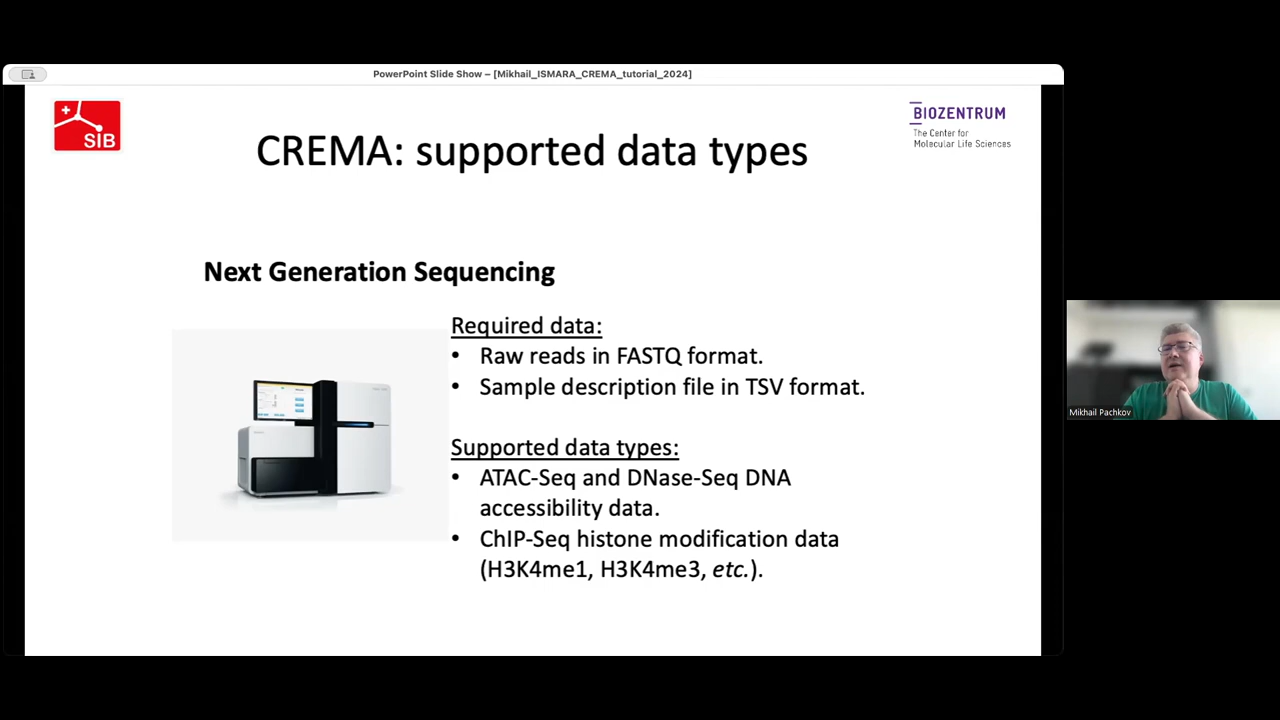 PowerPoint Slide Show – [Mikhail_ISMARA_CREMA_tutorial_2024]
SIB
BIOZENTRUM
The Center for
Molecular Life Sciences
CREMA: supported data types
Next Generation Sequencing
Required data:
• Raw reads in FASTQ format.
• Sample description file in TSV format.
Supported data types:
• ATAC-Seq and DNase-Seq DNA
accessibility data.
• ChIP-Seq histone modification data
(H3K4me1, H3K4me3, etc.).
Mikhail Pachkov